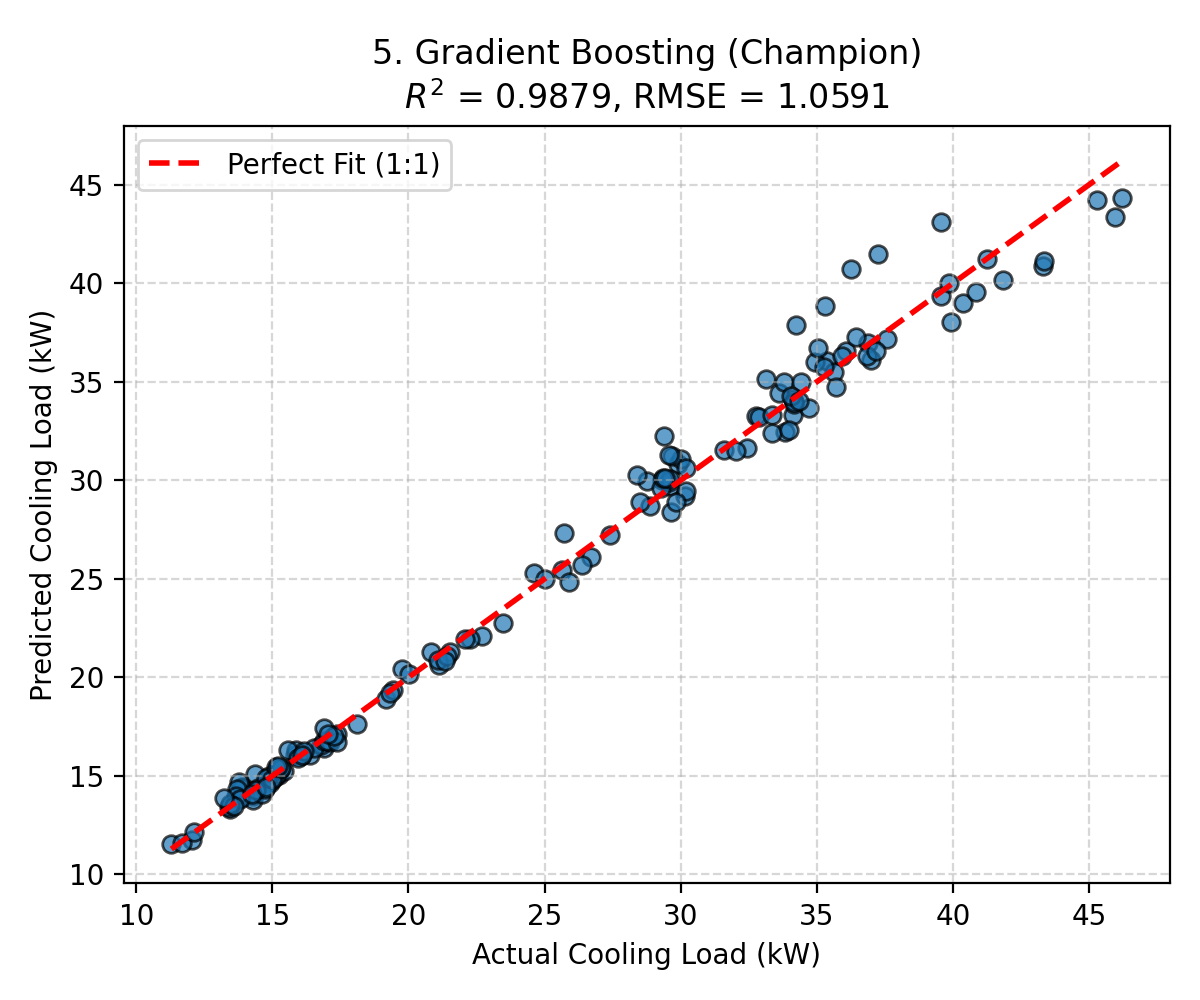 5. Gradient Boosting (Champion)
R² = 0.9879, RMSE = 1.0591
Perfect Fit (1:1)
Predicted Cooling Load (kW)
45
40
35
30
25
20
15
10
10 15 20 25 30 35 40 45
Actual Cooling Load (kW)